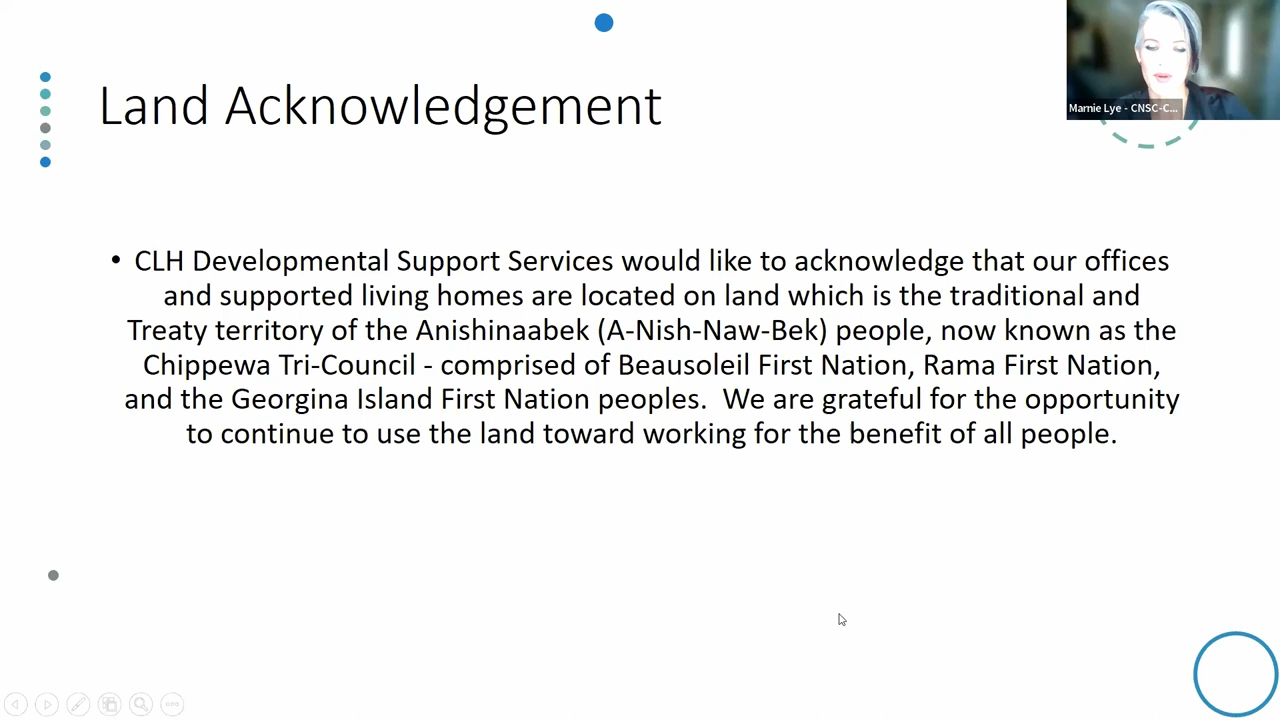 Land Acknowledgement
Marnie Lye - CNSC-C...
• CLH Developmental Support Services would like to acknowledge that our offices
and supported living homes are located on land which is the traditional and
Treaty territory of the Anishinaabek (A-Nish-Naw-Bek) people, now known as the
Chippewa Tri-Council - comprised of Beausoleil First Nation, Rama First Nation,
and the Georgina Island First Nation peoples.  We are grateful for the opportunity
to continue to use the land toward working for the benefit of all people.